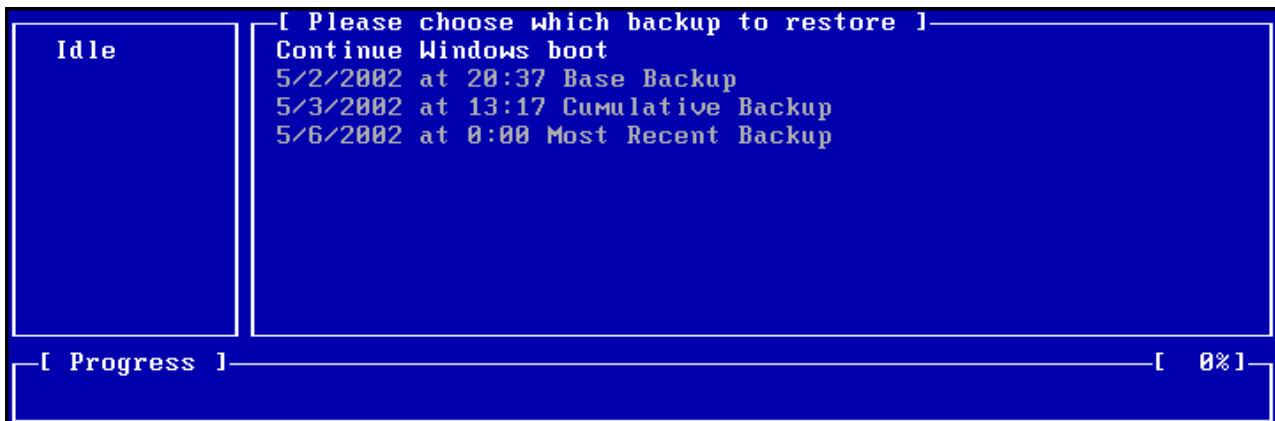 [ Please choose which backup to restore ]
Idle
Continue Windows boot
5/2/2002 at 20:37 Base Backup
5/3/2002 at 13:17 Cumulative Backup
5/6/2002 at 0:00 Most Recent Backup
[ Progress ] [ 0%]